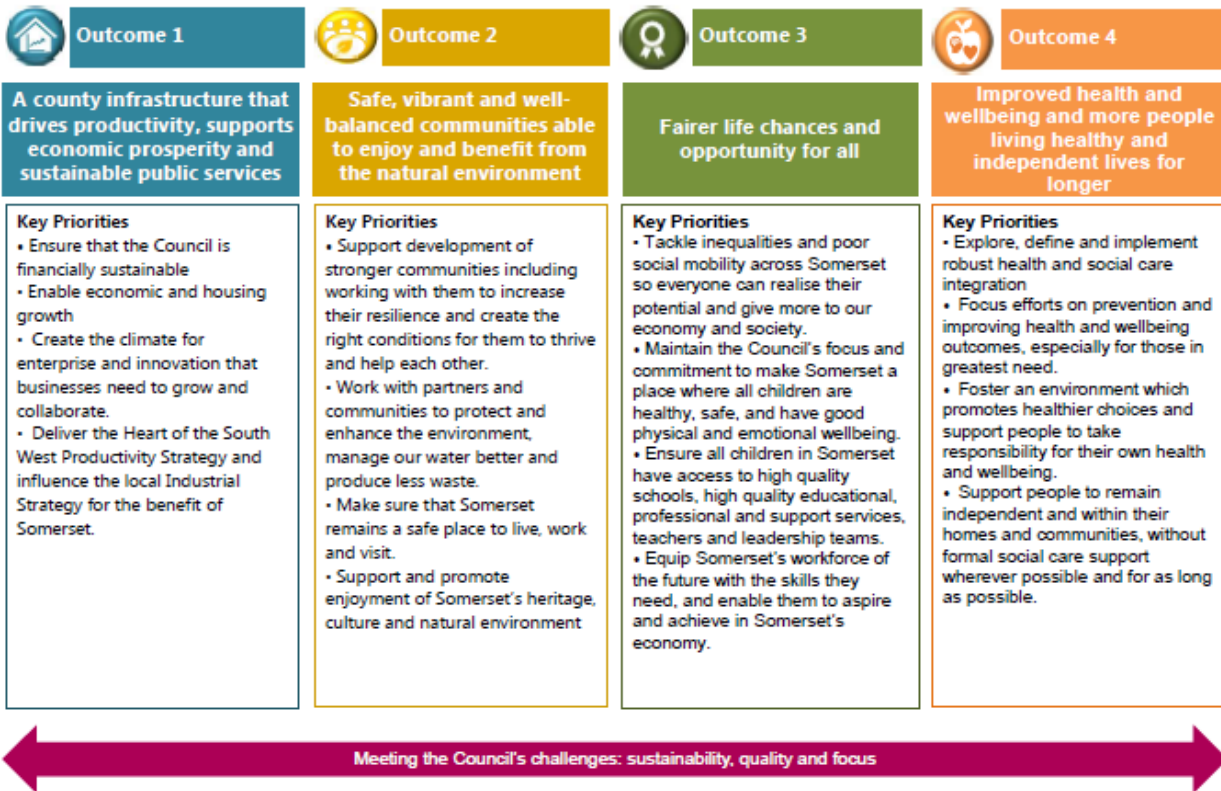 Outcome 1
A county infrastructure that
drives productivity, supports
economic prosperity and
sustainable public services
Key Priorities
• Ensure that the Council is
financially sustainable
• Enable economic and housing
growth
• Create the climate for
enterprise and innovation that
businesses need to grow and
collaborate.
• Deliver the Heart of the South
West Productivity Strategy and
influence the local Industrial
Strategy for the benefit of
Somerset.
Outcome 2
Safe, vibrant and well-
balanced communities able
to enjoy and benefit from
the natural environment
Key Priorities
• Support development of
stronger communities including
working with them to increase
their resilience and create the
right conditions for them to thrive
and help each other.
• Work with partners and
communities to protect and
enhance the environment,
manage our water better and
produce less waste.
• Make sure that Somerset
remains a safe place to live, work
and visit.
• Support and promote
enjoyment of Somerset's heritage,
culture and natural environment
Outcome 3
Fairer life chances and
opportunity for all
Key Priorities
• Tackle inequalities and poor
social mobility across Somerset
so everyone can realise their
potential and give more to our
economy and society.
• Maintain the Council's focus and
commitment to make Somerset a
place where all children are
healthy, safe, and have good
physical and emotional wellbeing.
• Ensure all children in Somerset
have access to high quality
schools, high quality educational,
professional and support services,
teachers and leadership teams.
• Equip Somerset's workforce of
the future with the skills they
need, and enable them to aspire
and achieve in Somerset's
economy.
Outcome 4
Improved health and
wellbeing and more people
living healthy and
independent lives for
longer
Key Priorities
• Explore, define and implement
robust health and social care
integration
• Focus efforts on prevention and
improving health and wellbeing
outcomes, especially for those in
greatest need.
• Foster an environment which
promotes healthier choices and
support people to take
responsibility for their own health
and wellbeing.
• Support people to remain
independent and within their
homes and communities, without
formal social care support
wherever possible and for as long
as possible.
Meeting the Council's challenges: sustainability, quality and focus